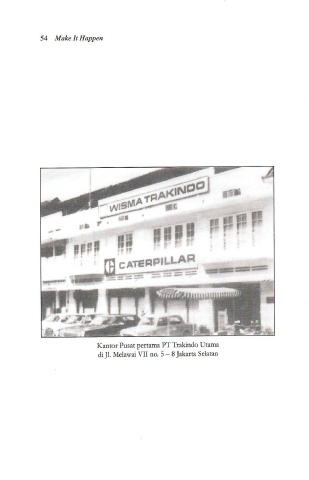 54 Make It Happen
WISMA TRAKINDO
CATERPILLAR
Kantor Pusat pertama PT Trakindo Utama
di Jl. Melawai VII no. 5 – 8 Jakarta Selatan